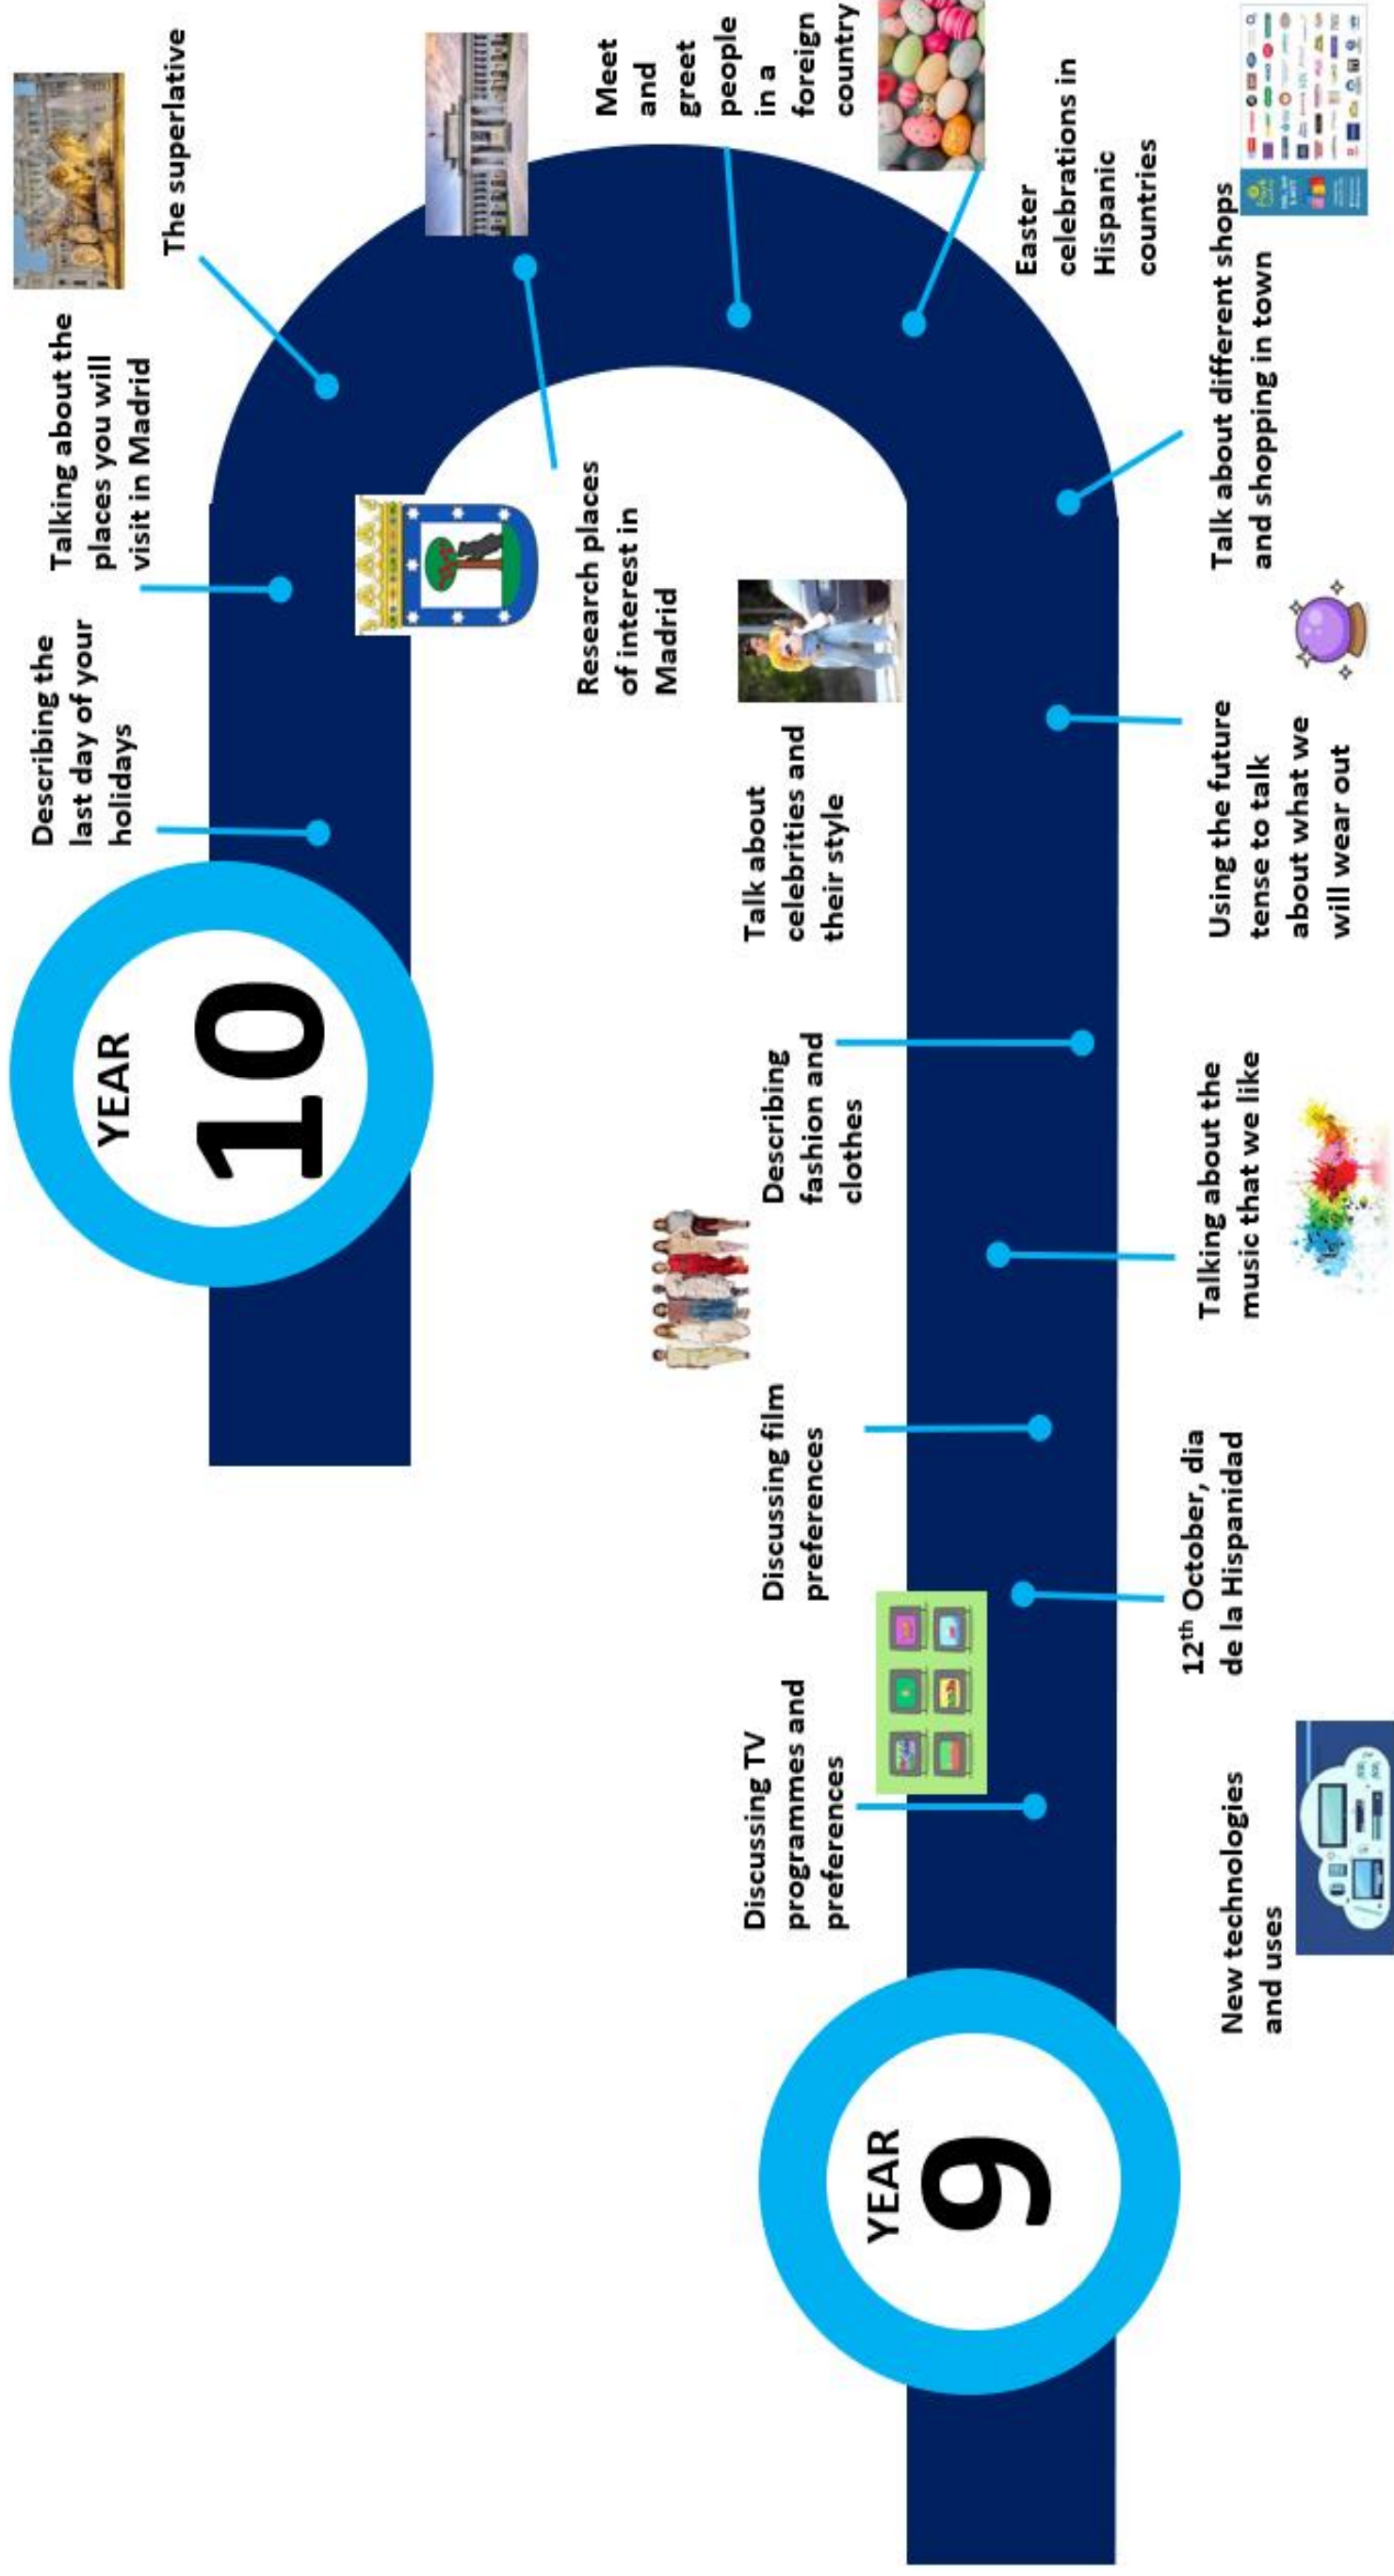 YEAR
10
Describing the
last day of your
holidays
Talking about the
places you will
visit in Madrid
The superlative
Research places
of interest in
Madrid
Meet
and
greet
people
in a
foreign
country
Easter
celebrations in
Hispanic
countries
Talk about different shops
and shopping in town
Talk about
celebrities and
their style
Using the future
tense to talk
about what we
will wear out
Describing
fashion and
clothes
Talking about the
music that we like
Discussing film
preferences
12th October, dia
de la Hispanidad
Discussing TV
programmes and
preferences
New technologies
and uses
YEAR
9